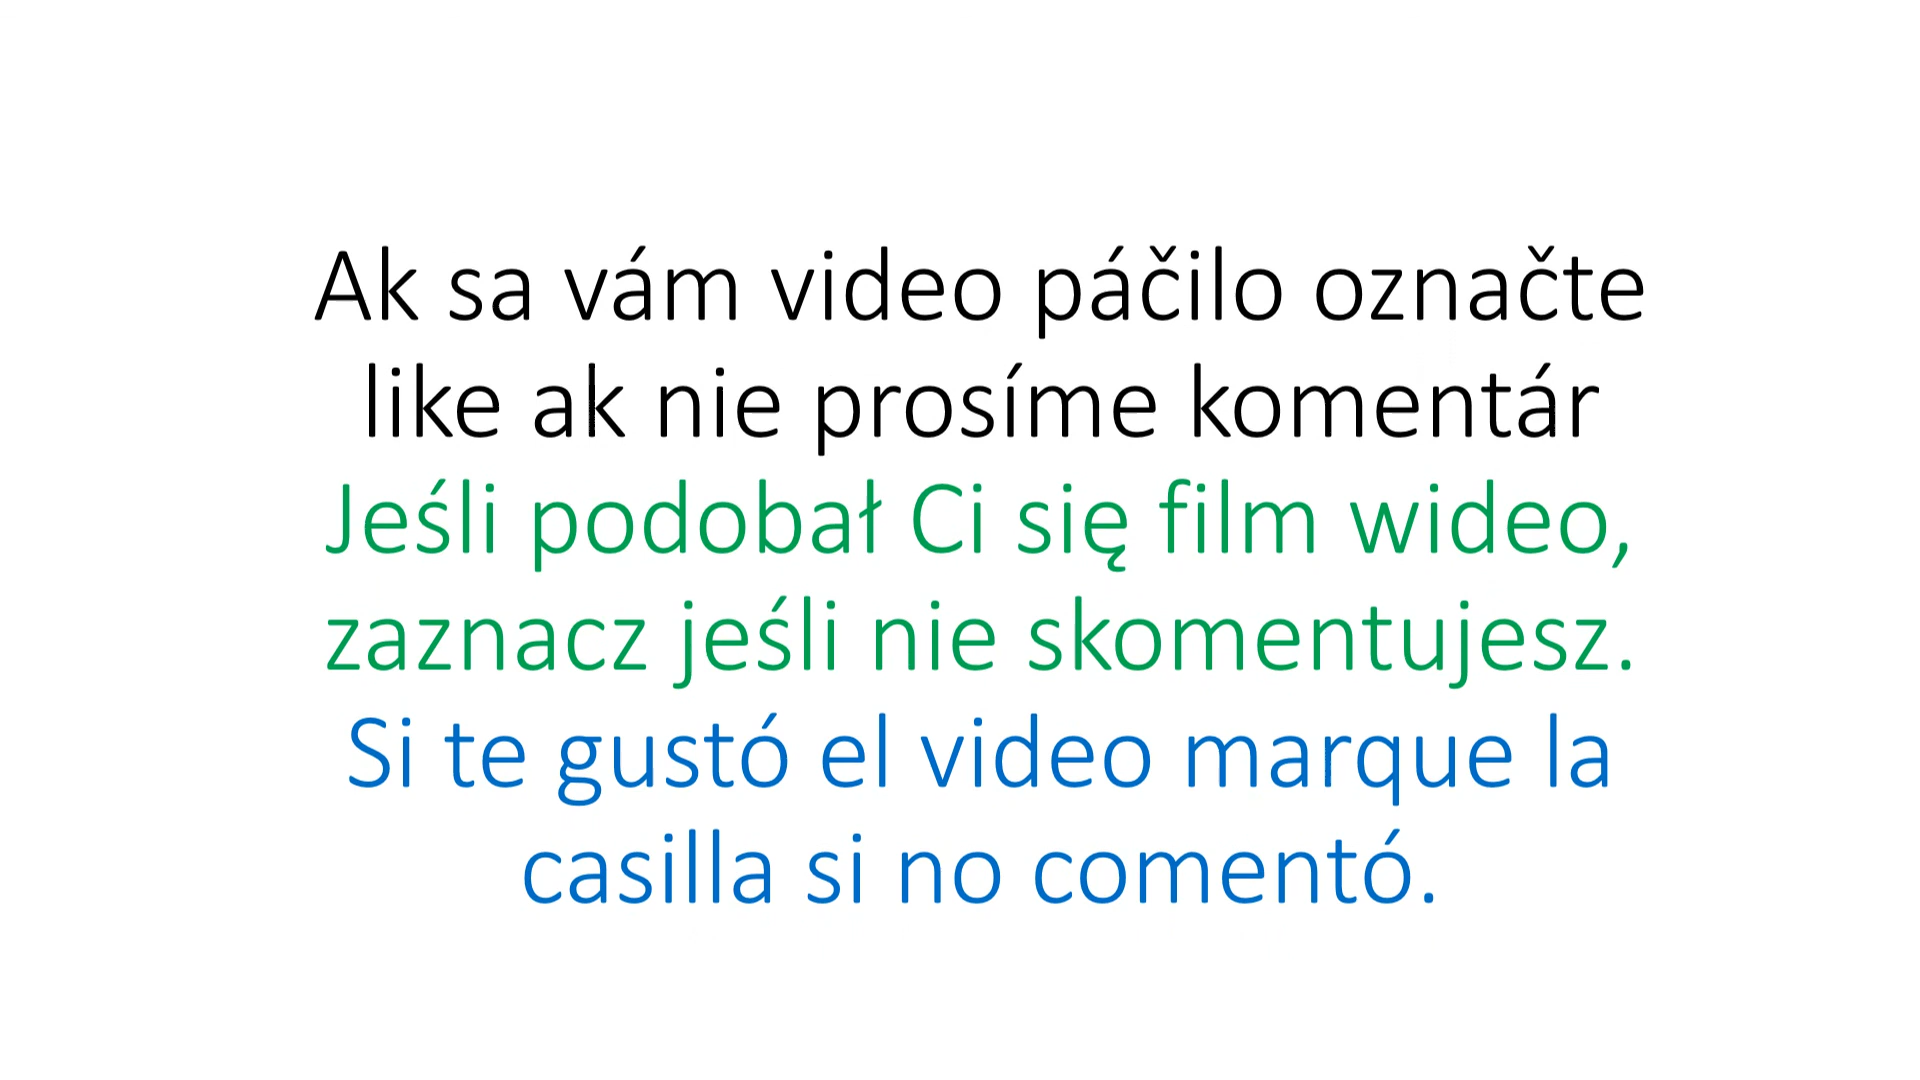 Ak sa vám video páčilo označte
like ak nie prosíme komentár
Jeśli podobał Ci się film wideo,
zaznacz jeśli nie skomentujesz.
Si te gustó el video marque la
casilla si no comentó.